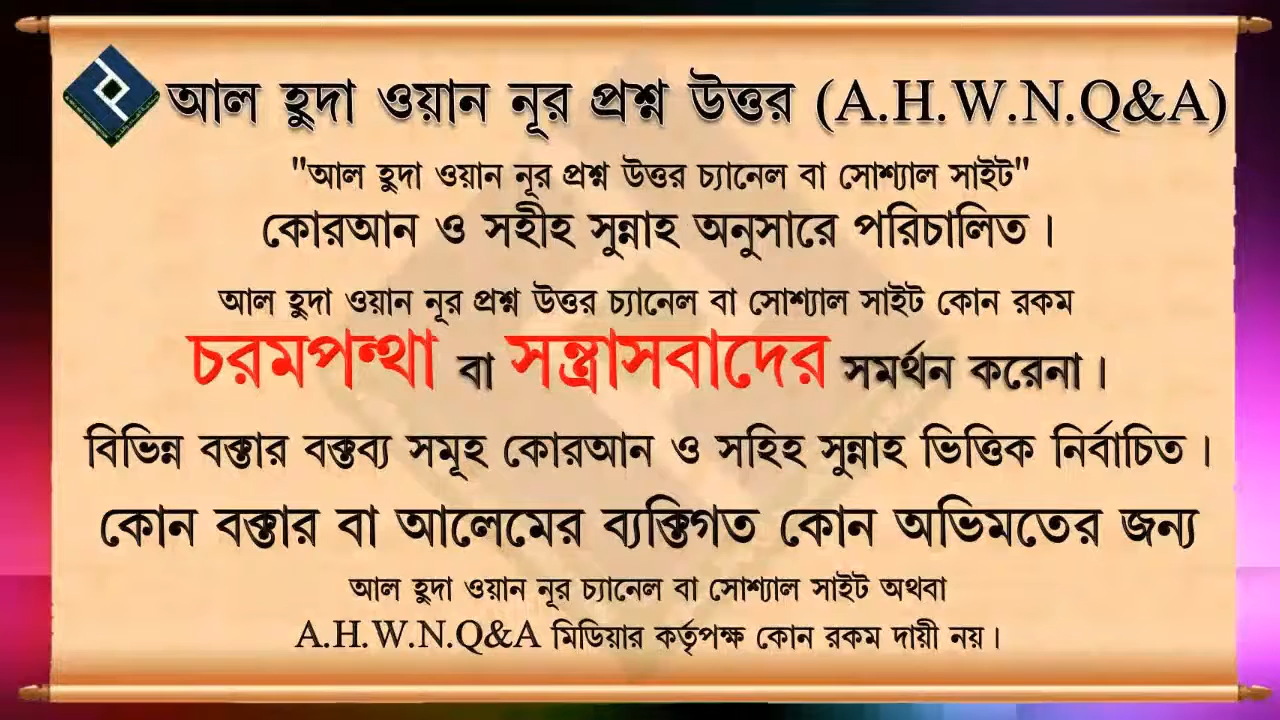 আল হুদা ওয়ান নূর প্রশ্ন উত্তর (A.H.W.N.Q&A)
"আল হুদা ওয়ান নূর প্রশ্ন উত্তর চ্যানেল বা সোশ্যাল সাইট"
কোরআন ও সহীহ সুন্নাহ অনুসারে পরিচালিত।
আল হুদা ওয়ান নূর প্রশ্ন উত্তর চ্যানেল বা সোশ্যাল সাইট কোন রকম
চরমপন্থা বা সন্ত্রাসবাদের সমর্থন করেনা।
বিভিন্ন বক্তার বক্তব্য সমূহ কোরআন ও সহিহ সুন্নাহ ভিত্তিক নির্বাচিত।
কোন বক্তার বা আলেমের ব্যক্তিগত কোন অভিমতের জন্য
আল হুদা ওয়ান নূর চ্যানেল বা সোশ্যাল সাইট অথবা
A.H.W.N.Q&A মিডিয়ার কর্তৃপক্ষ কোন রকম দায়ী নয়।